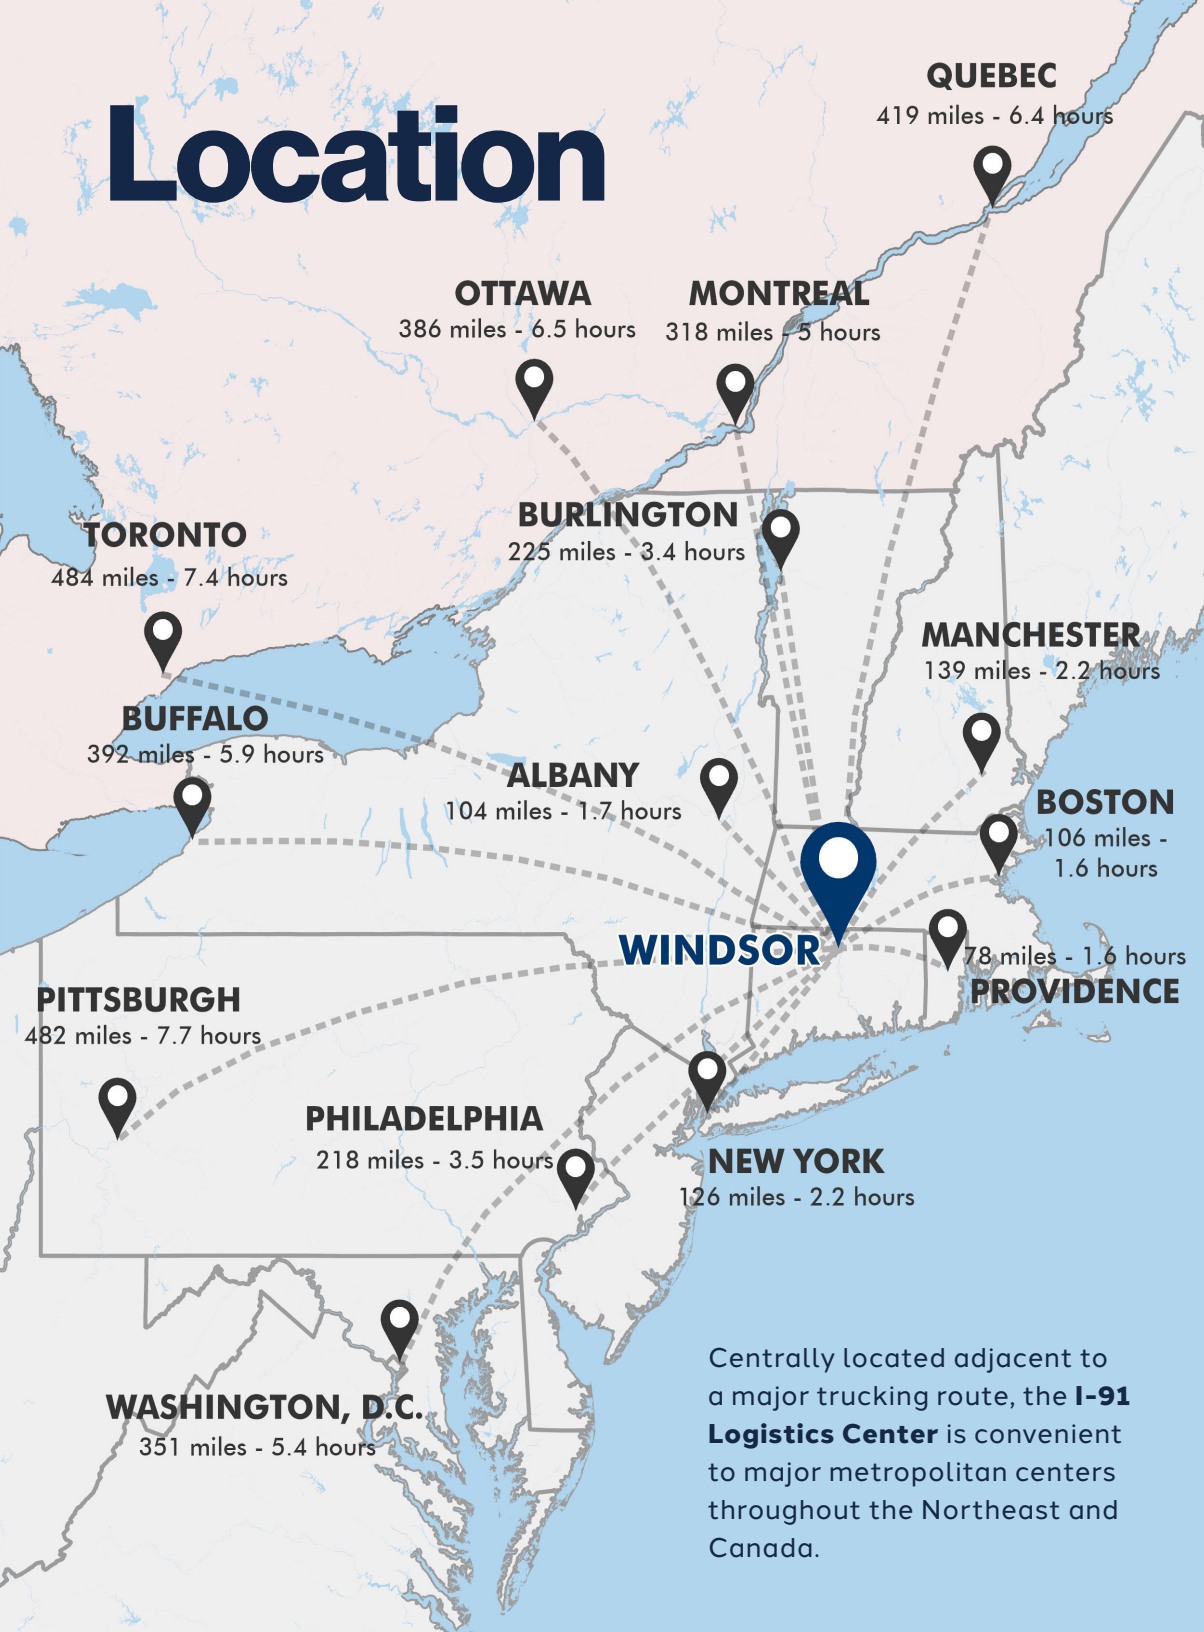 Location
QUEBEC
419 miles - 6.4 hours
OTTAWA
386 miles - 6.5 hours
MONTREAL
318 miles - 5 hours
BURLINGTON
225 miles - 3.4 hours
TORONTO
484 miles - 7.4 hours
MANCHESTER
139 miles - 2.2 hours
BUFFALO
392 miles - 5.9 hours
ALBANY
104 miles - 1.7 hours
BOSTON
106 miles -
1.6 hours
WINDSOR
78 miles - 1.6 hours
PROVIDENCE
PITTSBURGH
482 miles - 7.7 hours
PHILADELPHIA
218 miles - 3.5 hours
NEW YORK
126 miles - 2.2 hours
WASHINGTON, D.C.
351 miles - 5.4 hours
Centrally located adjacent to
a major trucking route, the I-91
Logistics Center is convenient
to major metropolitan centers
throughout the Northeast and
Canada.